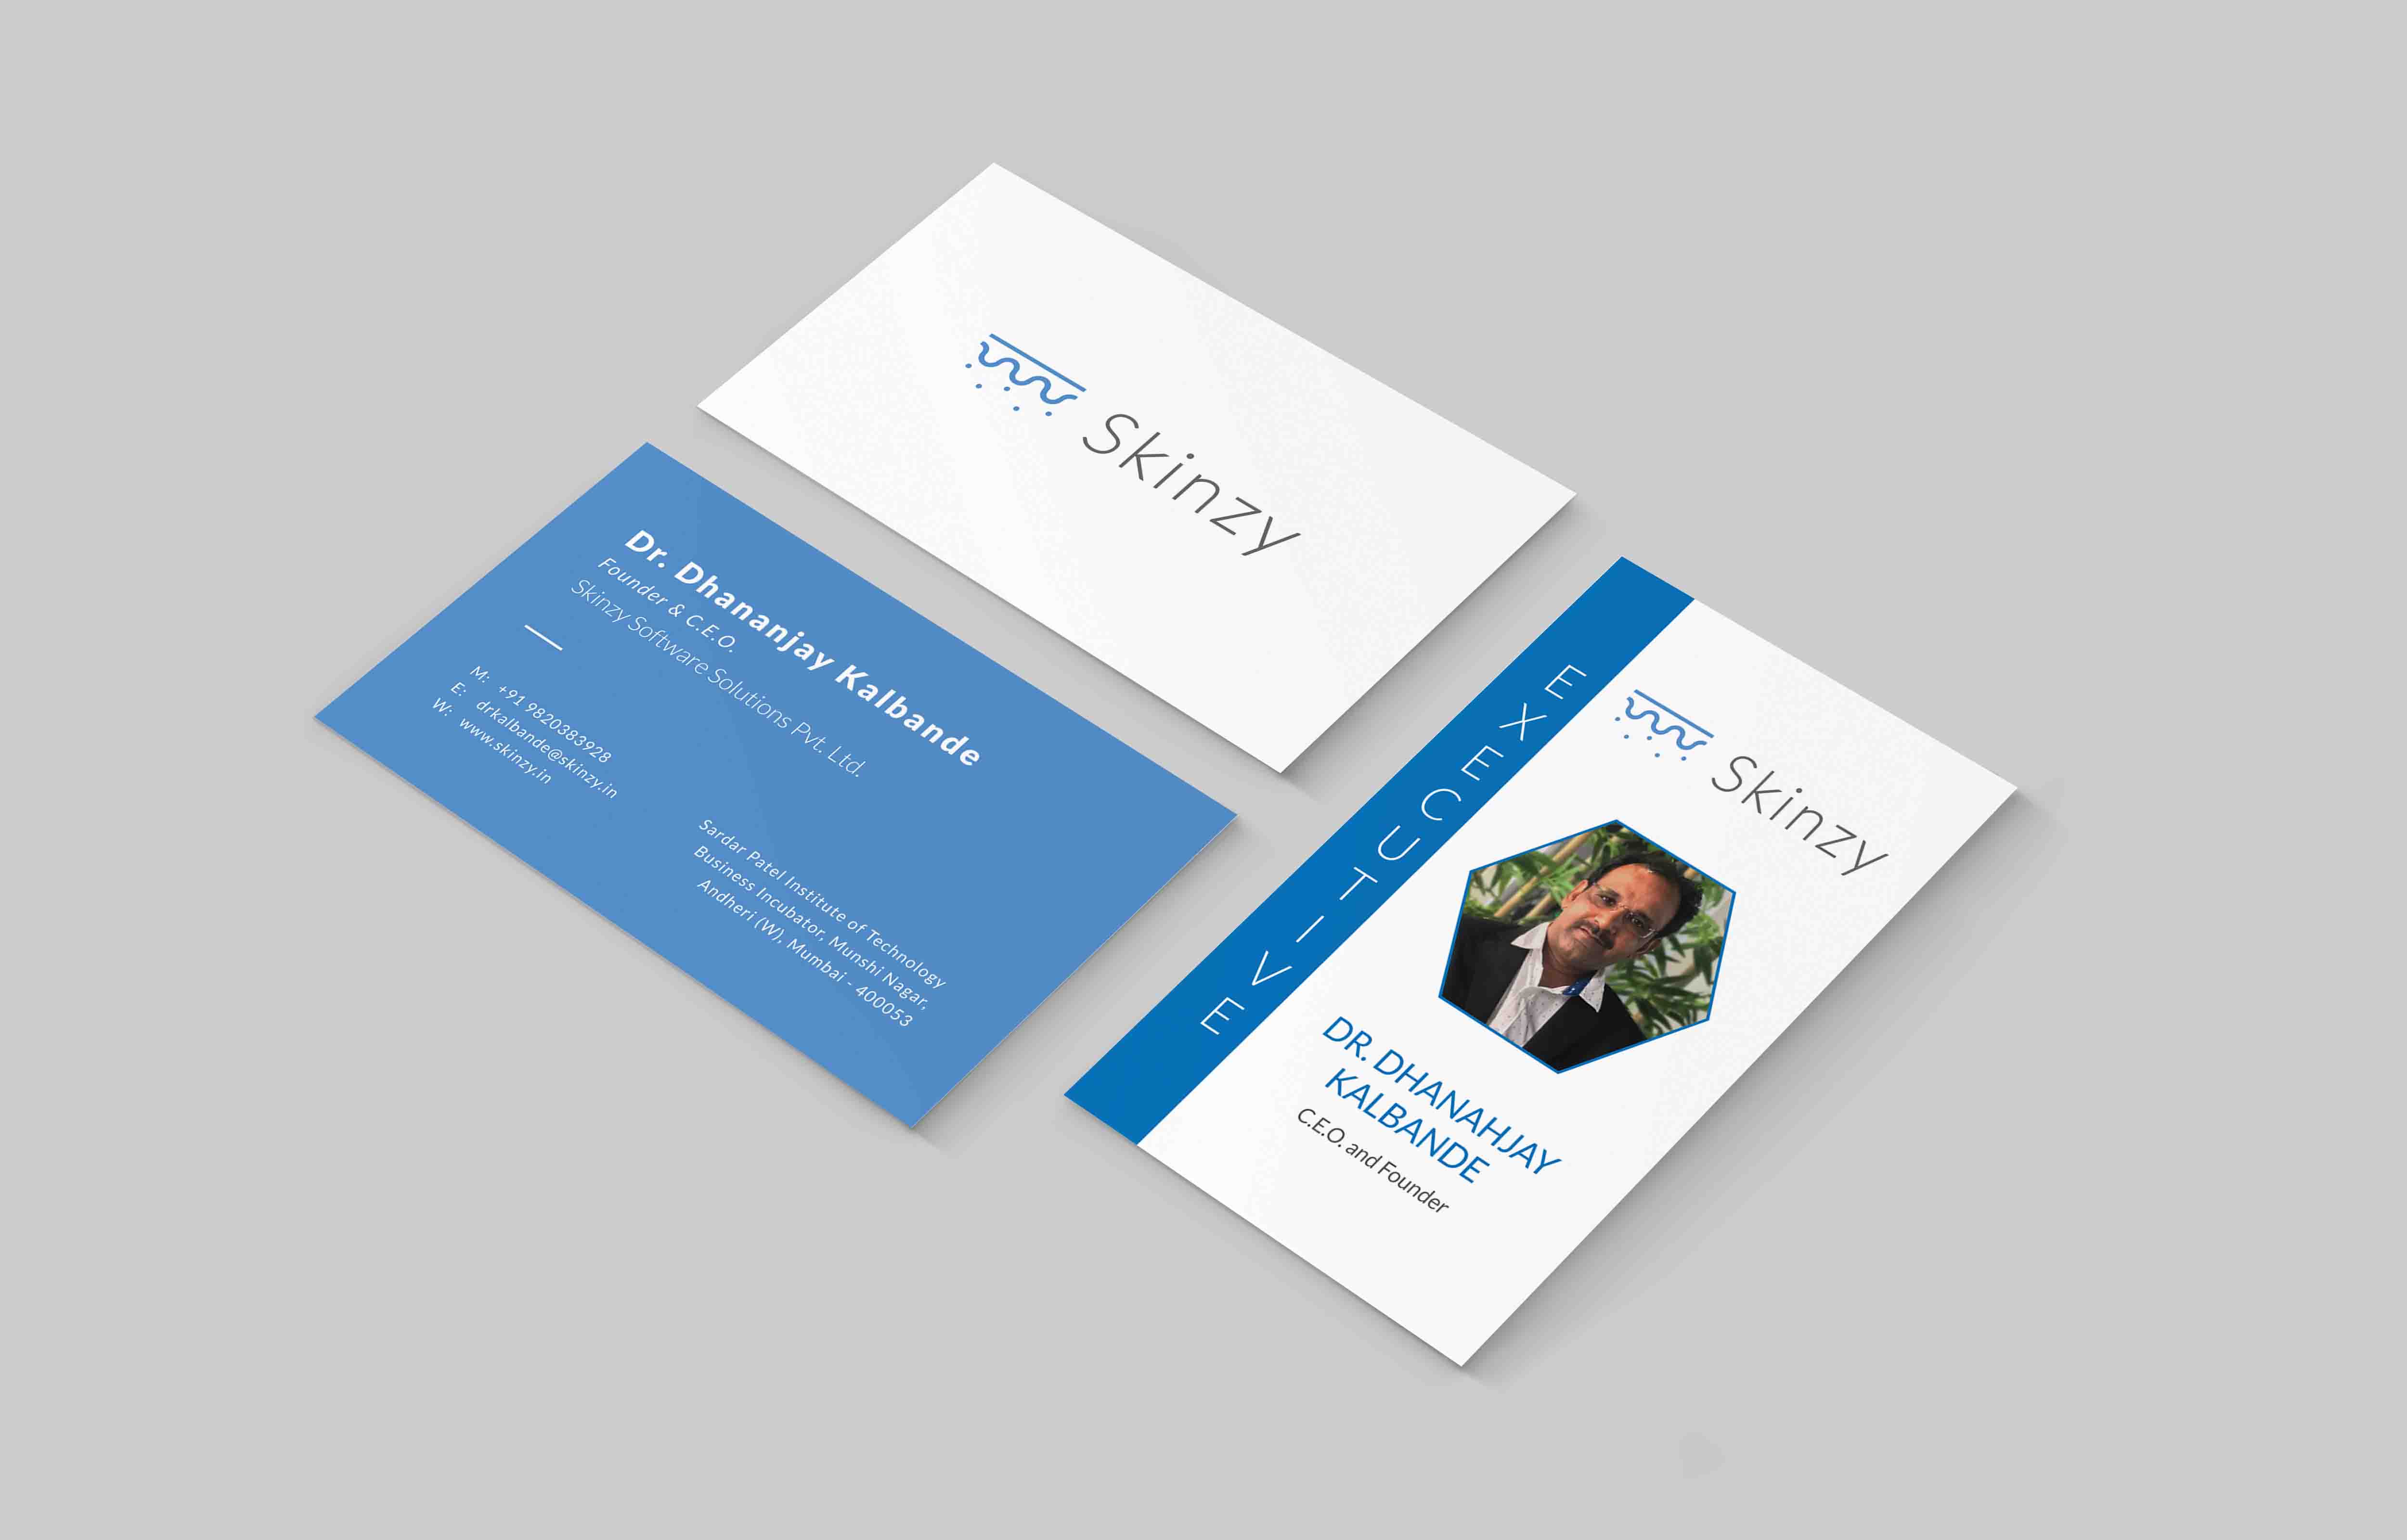 Skinzy
Dr. Dhananjay Kalbande
Founder & C.E.O.
Skinzy Software Solutions Pvt. Ltd.
M: +91 9820383928
E: drkalbande@skinzy.in
W: www.skinzy.in
Sardar Patel Institute of Technology
Business Incubator, Munshi Nagar,
Andheri (W), Mumbai - 400053
EXECUTIVE
Skinzy
DR. DHANAHJAY
KALBANDE
C.E.O. and Founder